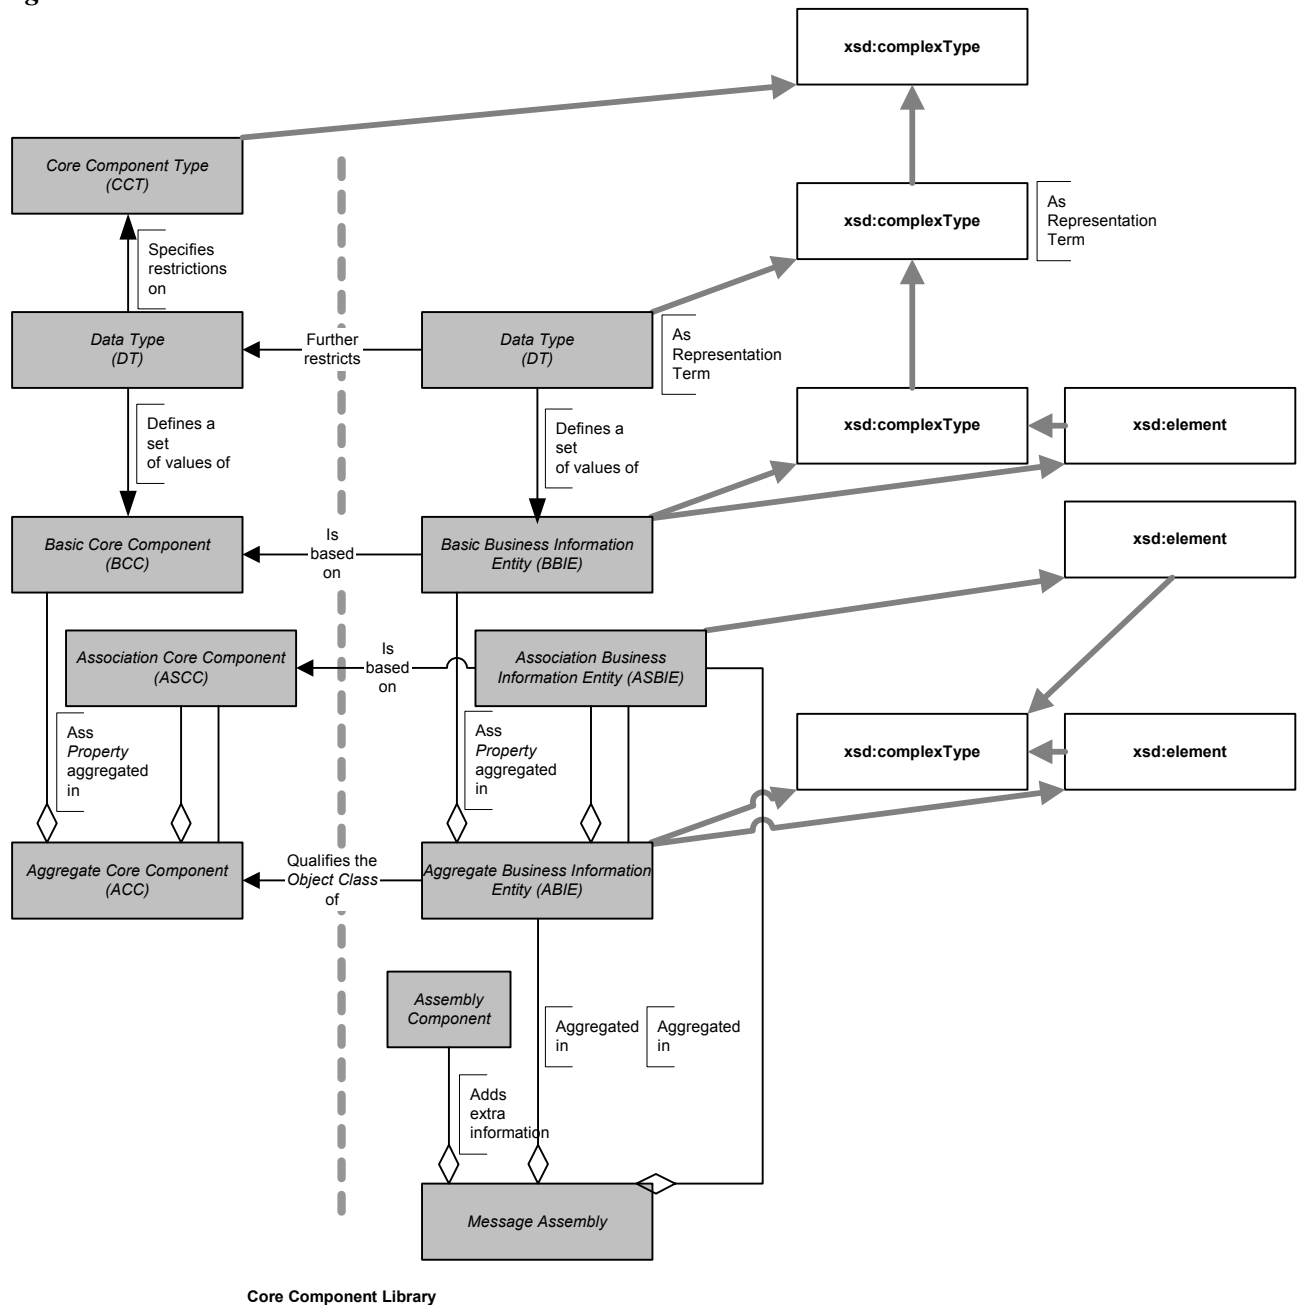 g
xsd:complexType
Core Component Type
(CCT)
xsd:complexType
As
Representation
Term
Specifies
restrictions
on
Data Type
(DT)
Further
restricts
Data Type
(DT)
As
Representation
Term
Defines a
set
of values of
Defines a
set
of values of
xsd:complexType
xsd:element
Basic Core Component
(BCC)
Is
based
on
Basic Business Information
Entity (BBIE)
xsd:element
Association Core Component
(ASCC)
Is
based
on
Association Business
Information Entity (ASBIE)
Ass
Property
aggregated
in
Ass
Property
aggregated
in
xsd:complexType
xsd:element
Aggregate Core Component
(ACC)
Qualifies the
Object Class
of
Aggregate Business Information
Entity (ABIE)
Assembly
Component
Aggregated
in
Aggregated
in
Adds
extra
information
Message Assembly
Core Component Library